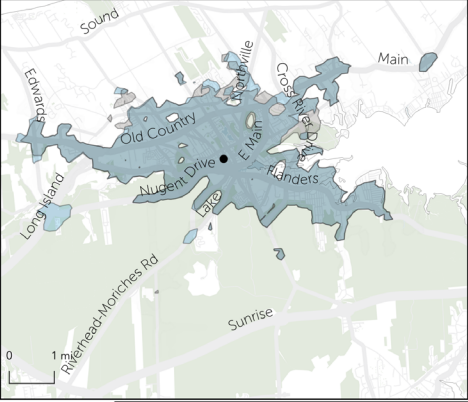 Sound
Northville
Main
Edwards
Cross River Drive
Old Country
E Main
Nugent Drive
Flanders
Long Island
Lake
Riverhead-Moriches Rd
Sunrise
0 1 mi